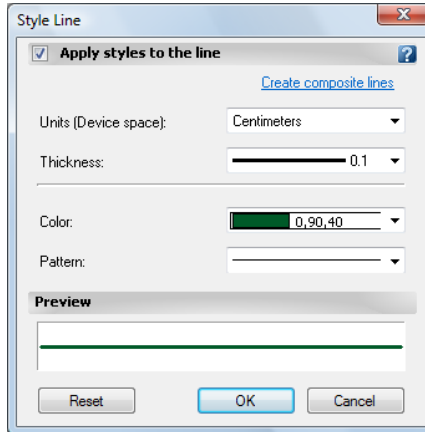 Style Line
Apply styles to the line
Create composite lines
Units (Device space): Centimeters
Thickness: 0.1
Color: 0,90,40
Pattern:
Preview
Reset OK Cancel